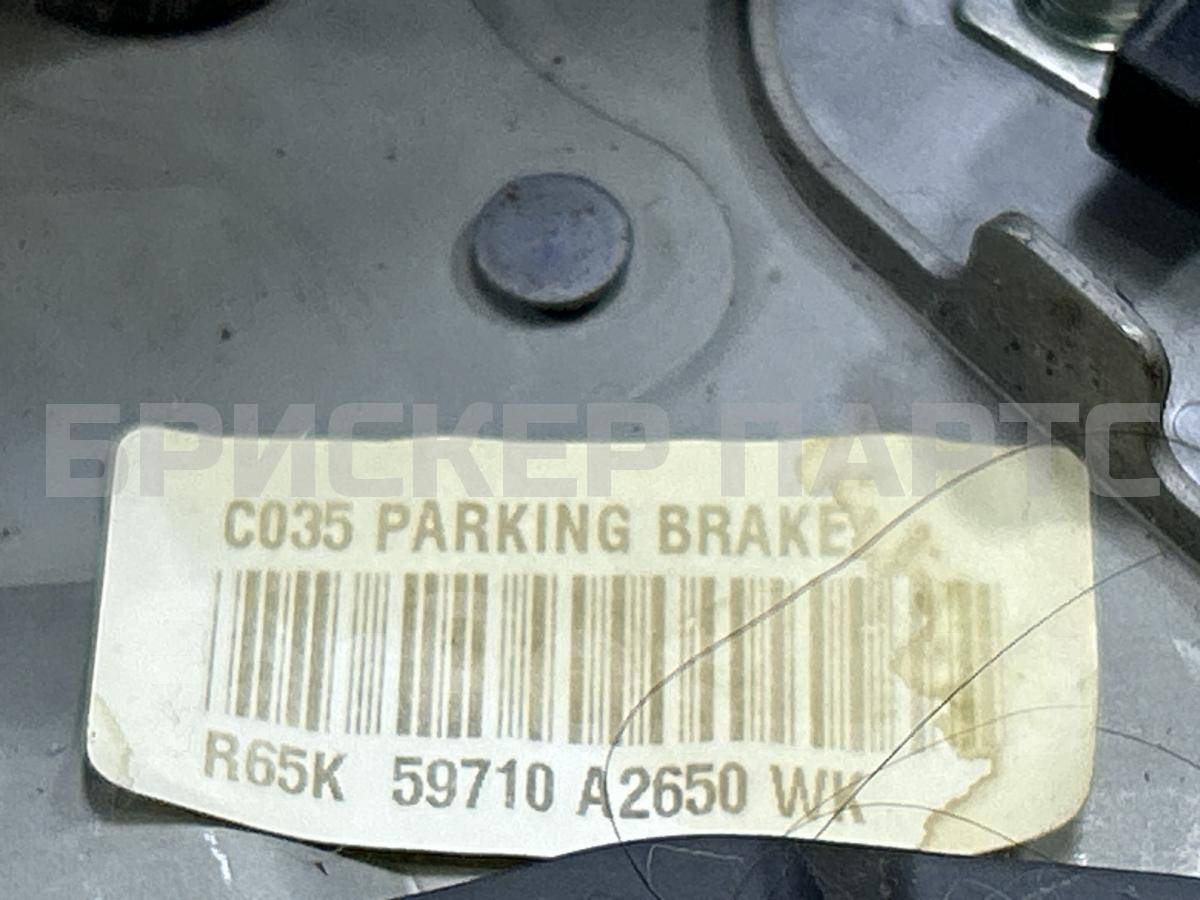 БРИСКЕР ПАРТС
C035 PARKING BRAKE
R65K 59710 A2650 WK